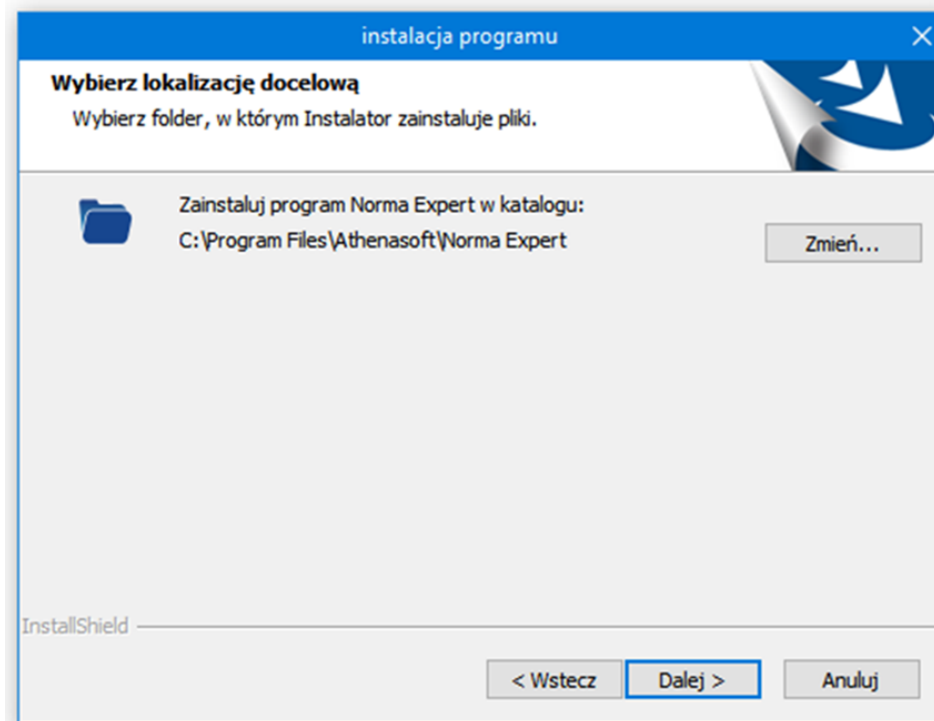 instalacja programu
Wybierz lokalizację docelową
Wybierz folder, w którym Instalator zainstaluje pliki.
Zainstaluj program Norma Expert w katalogu:
C:\Program Files\Athenasoft\Norma Expert
Zmień...
InstallShield
< Wstecz
Dalej >
Anuluj